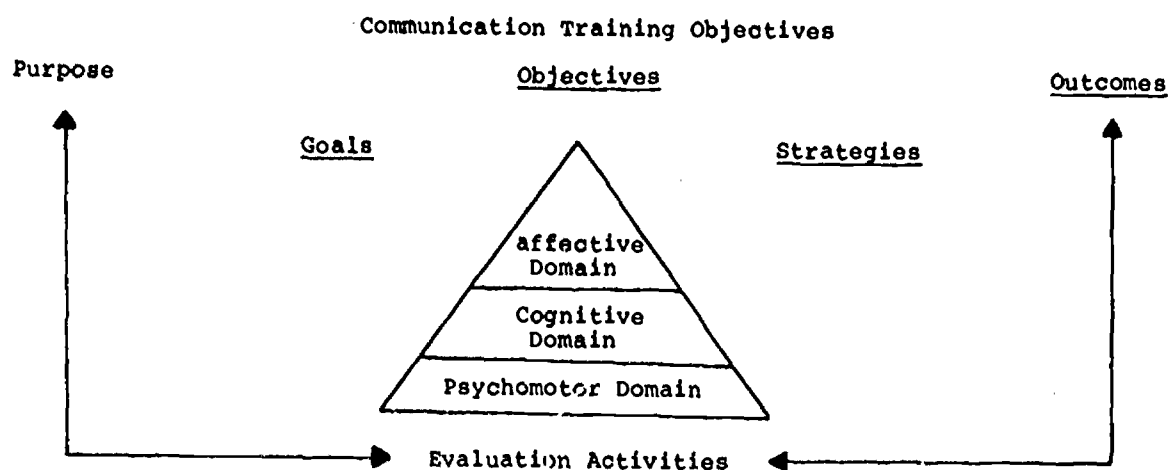 Communication Training Objectives
Purpose
Objectives
Outcomes
Goals
Strategies
affective
Domain
Cognitive
Domain
Psychomotor Domain
Evaluation Activities